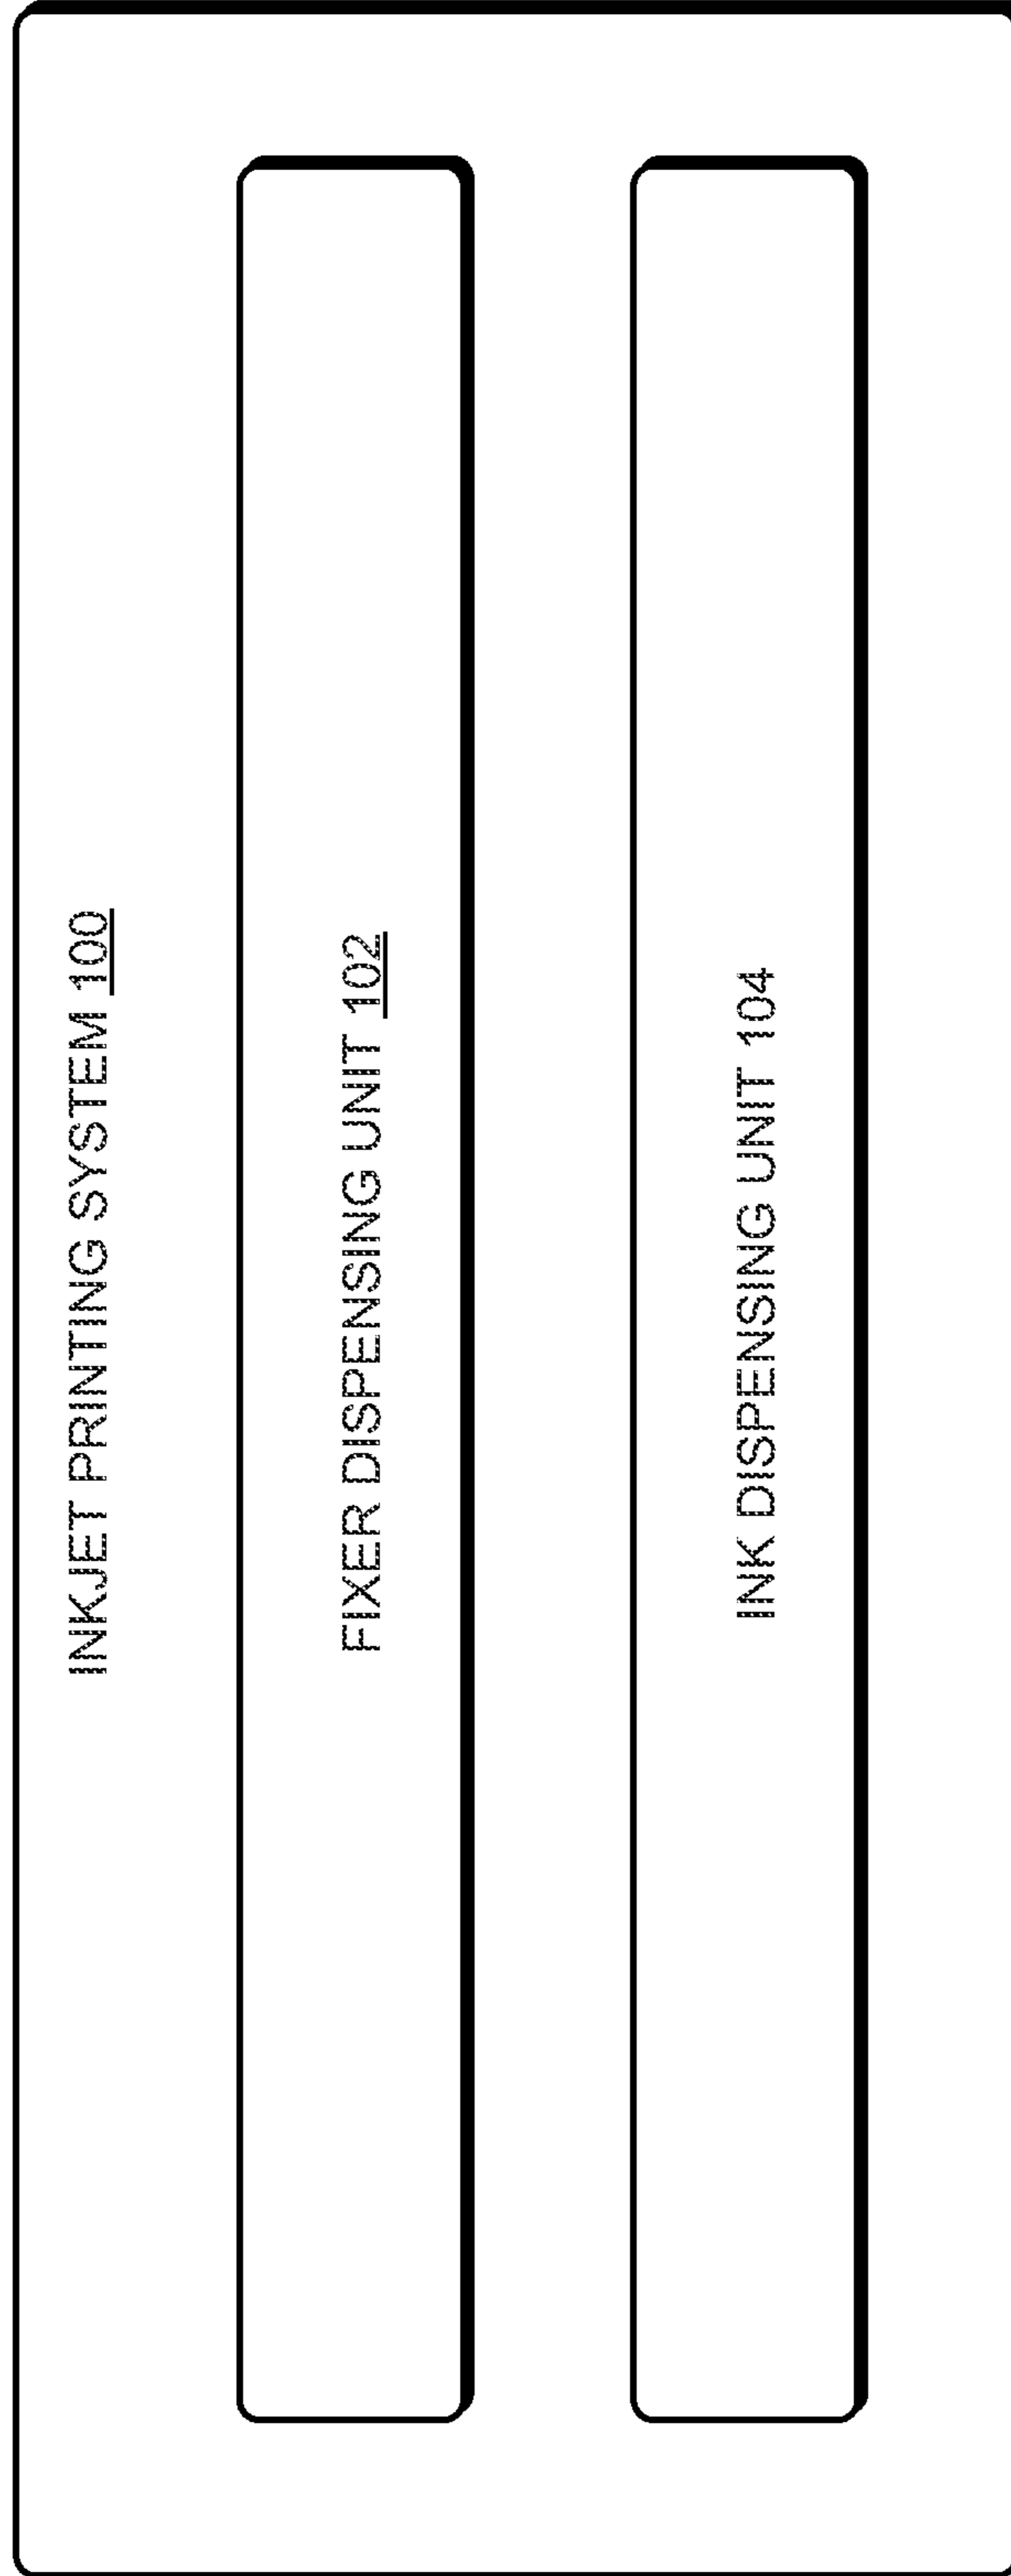 INKJET PRINTING SYSTEM 100
FIXER DISPENSING UNIT 102
INK DISPENSING UNIT 104